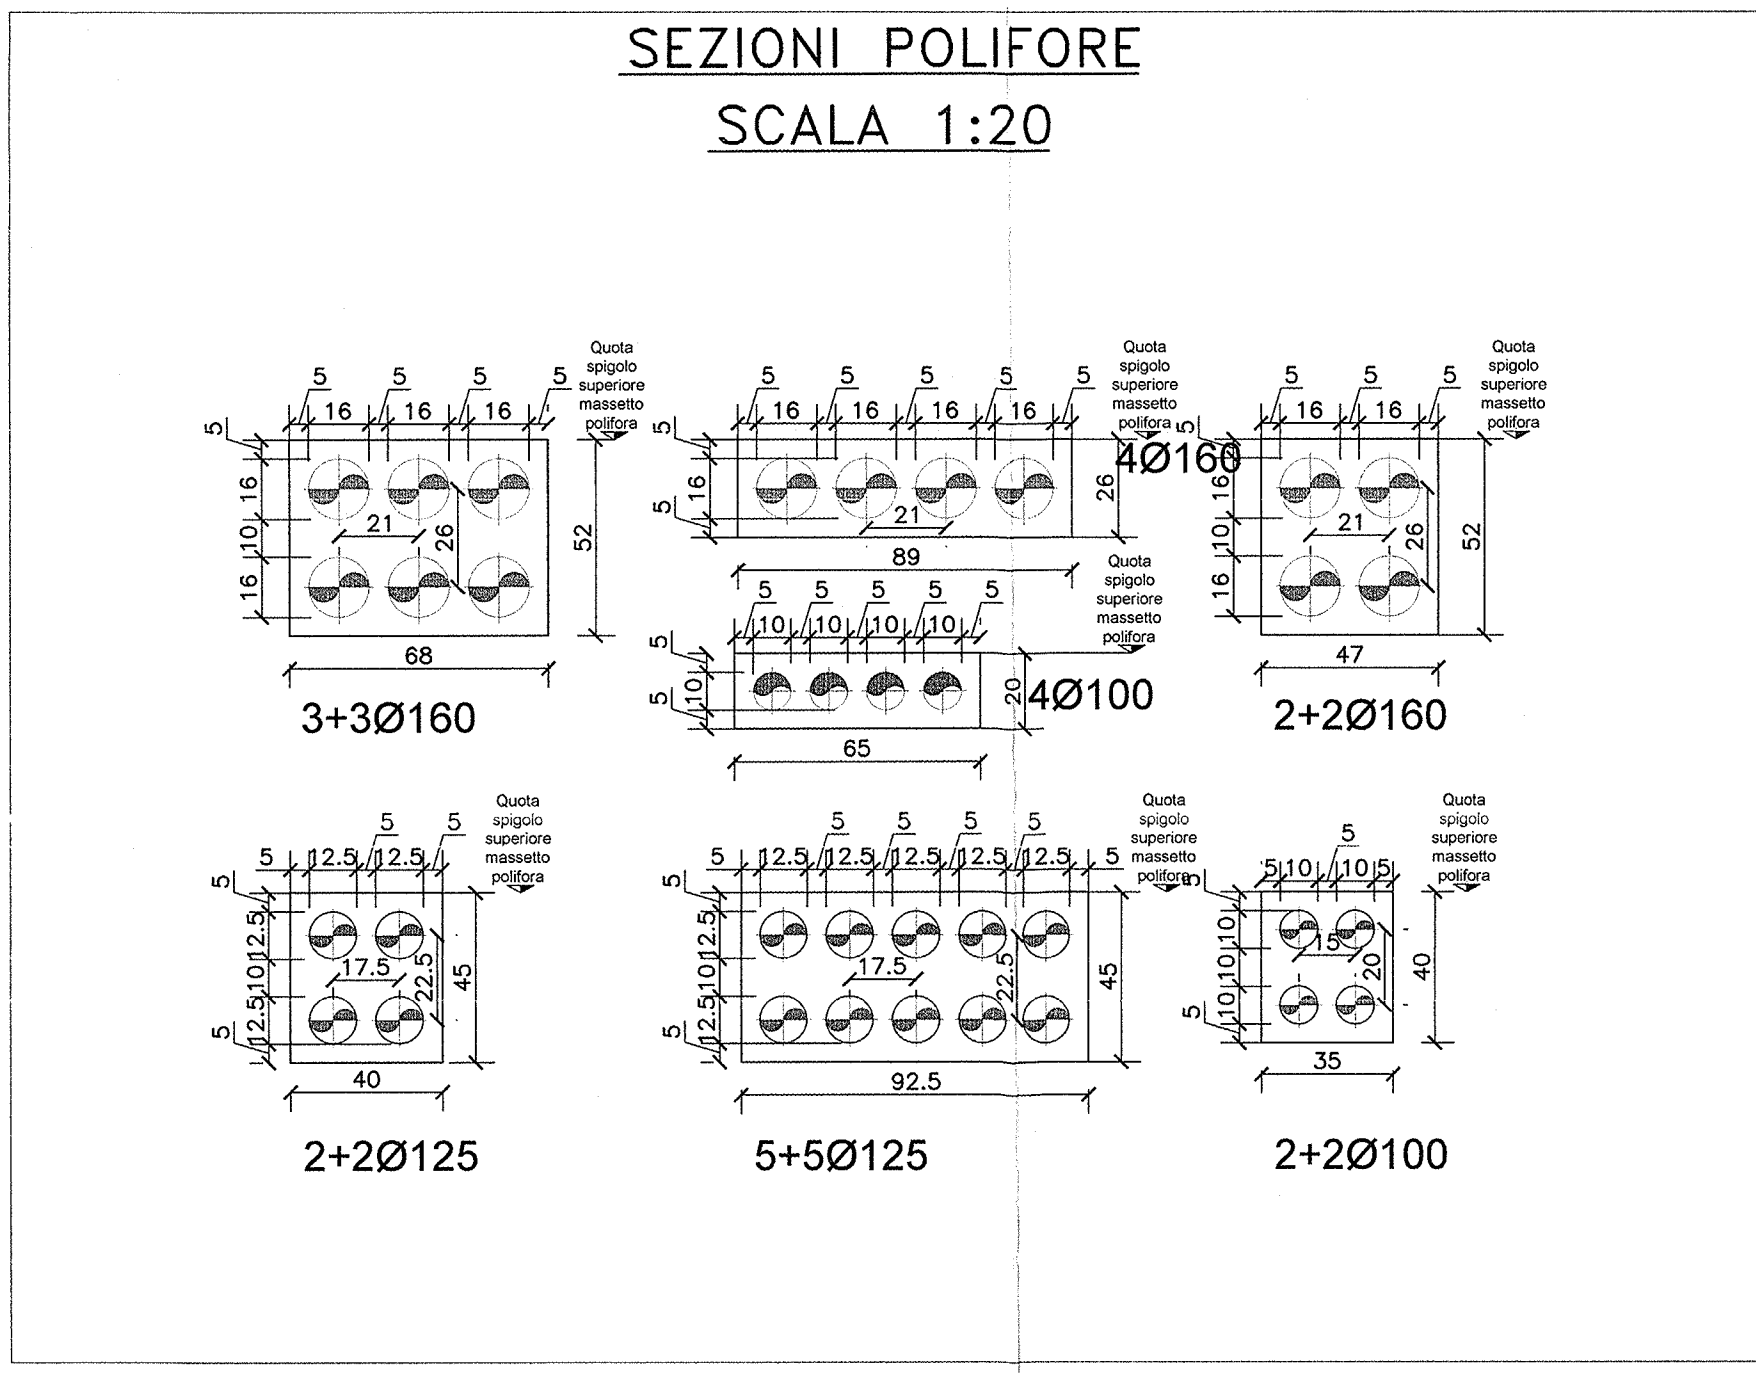 SEZIONI POLIFORE
SCALA 1:20
Quota
spigolo
superiore
massetto
polifora
5 5 5 5
16 16 16
5
16
10
16
21
26
52
68
3+3Ø160
Quota
spigolo
superiore
massetto
polifora
5 5 5 5 5
16 16 16 16
5
16
5
21
26
89
4Ø160
Quota
spigolo
superiore
massetto
polifora
5 5 5 5 5
10 10 10 10
5
10
5
20
65
4Ø100
Quota
spigolo
superiore
massetto
polifora
5 5 5
16 16
5
16
10
16
21
26
52
47
2+2Ø160
Quota
spigolo
superiore
massetto
polifora
5 5
5 12.5 12.5
5
12.5
10
12.5
5
17.5
22.5
45
40
2+2Ø125
Quota
spigolo
superiore
massetto
polifora
5 5 5 5
5 12.5 12.5 12.5 12.5 12.5 5
5
12.5
10
12.5
5
17.5
22.5
45
92.5
5+5Ø125
Quota
spigolo
superiore
massetto
polifora
5
5 10 10 5
5
10
10
10
5
15
20
40
35
2+2Ø100